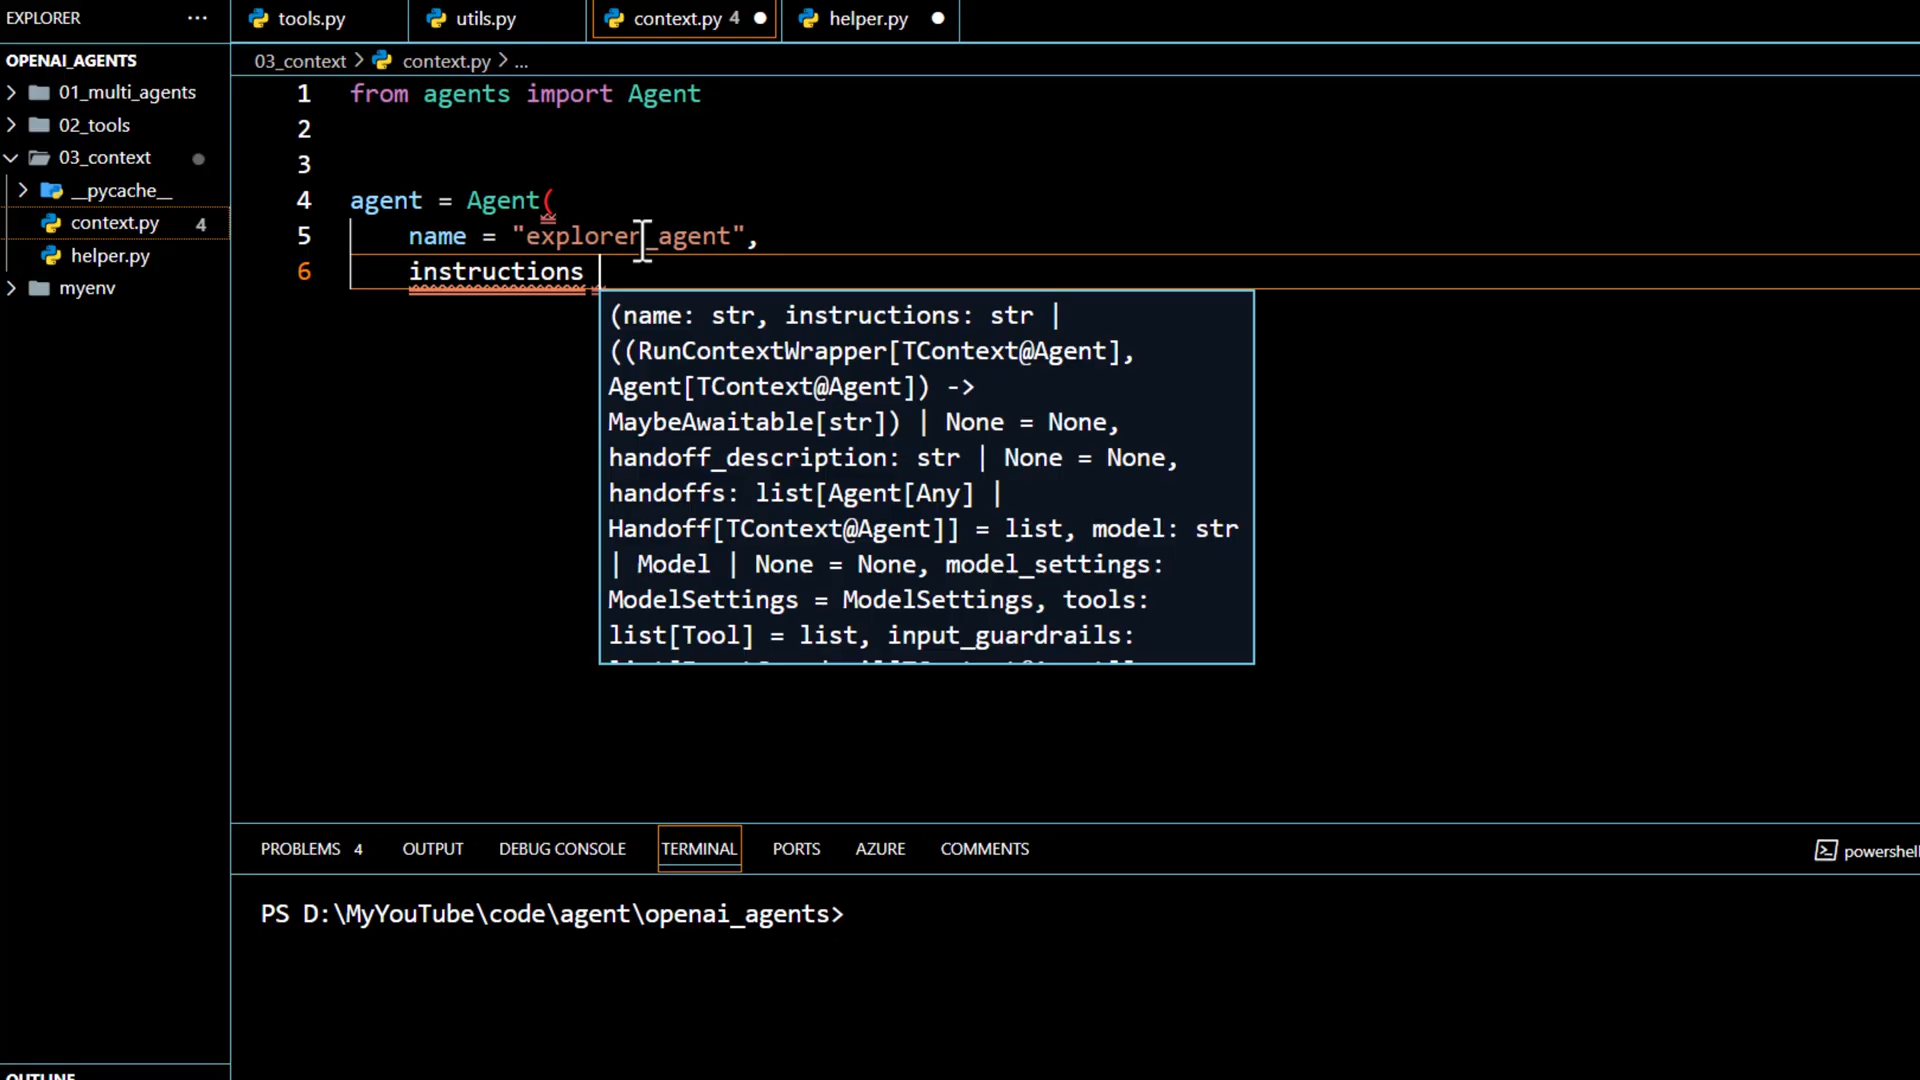 EXPLORER ...
tools.py
utils.py
context.py 4
helper.py
OPENAI_AGENTS
01_multi_agents
02_tools
03_context
__pycache__
context.py 4
helper.py
myenv
03_context > context.py > ...
1 from agents import Agent
2
3
4 agent = Agent(
5 name = "explorer_agent",
6 instructions
(name: str, instructions: str |
((RunContextWrapper[TContext@Agent],
Agent[TContext@Agent]) ->
MaybeAwaitable[str]) | None = None,
handoff_description: str | None = None,
handoffs: list[Agent[Any] |
Handoff[TContext@Agent]] = list, model: str
| Model | None = None, model_settings:
ModelSettings = ModelSettings, tools:
list[Tool] = list, input_guardrails:
PROBLEMS 4 OUTPUT DEBUG CONSOLE TERMINAL PORTS AZURE COMMENTS
powershell
PS D:\MyYouTube\code\agent\openai_agents>
OUTLINE